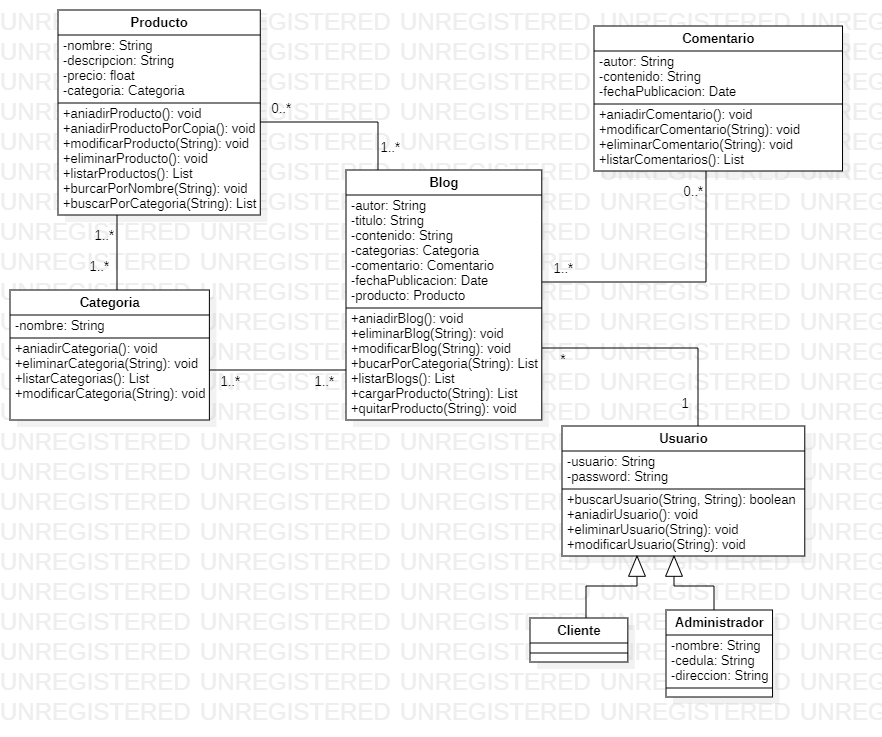 Producto
-nombre: String
-descripcion: String
-precio: float
-categoria: Categoria
+aniadirProducto(): void
+aniadirProductoPorCopia(): void
+modificarProducto(String): void
+eliminarProducto(): void
+listarProductos(): List
+burcarPorNombre(String): void
+buscarPorCategoria(String): List
0..*
1..*
Comentario
-autor: String
-contenido: String
-fechaPublicacion: Date
+aniadirComentario(): void
+modificarComentario(String): void
+eliminarComentario(String): void
+listarComentarios(): List
0..*
1..*
Blog
-autor: String
-titulo: String
-contenido: String
-categorias: Categoria
-comentario: Comentario
-fechaPublicacion: Date
-producto: Producto
+aniadirBlog(): void
+eliminarBlog(String): void
+modificarBlog(String): void
+bucarPorCategoria(String): List
+listarBlogs(): List
+cargarProducto(String): List
+quitarProducto(String): void
1..*
1..*
Categoria
-nombre: String
+aniadirCategoria(): void
+eliminarCategoria(String): void
+listarCategorias(): List
+modificarCategoria(String): void
1..*
1..*
*
1
Usuario
-usuario: String
-password: String
+buscarUsuario(String, String): boolean
+aniadirUsuario(): void
+eliminarUsuario(String): void
+modificarUsuario(String): void
Cliente
Administrador
-nombre: String
-cedula: String
-direccion: String
UNREGISTERED